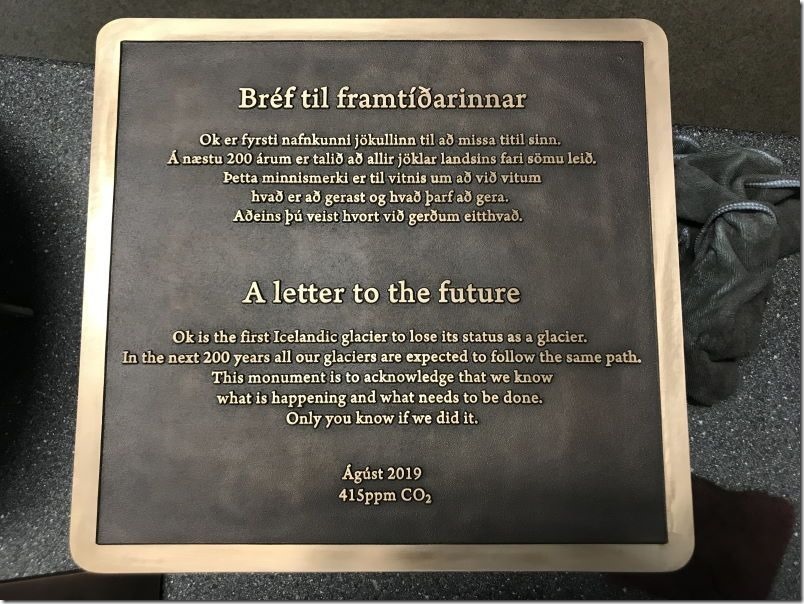 Bréf til framtíðarinnar
Ok er fyrsti nafnkunni jökullinn til að missa titil sinn.
Á næstu 200 árum er talið að allir jöklar landsins fari sömu leið.
Þetta minnismerki er til vitnis um að við vitum
hvað er að gerast og hvað þarf að gera.
Aðeins þú veist hvort við gerðum eitthvað.
A letter to the future
Ok is the first Icelandic glacier to lose its status as a glacier.
In the next 200 years all our glaciers are expected to follow the same path.
This monument is to acknowledge that we know
what is happening and what needs to be done.
Only you know if we did it.
Ágúst 2019
415ppm CO₂